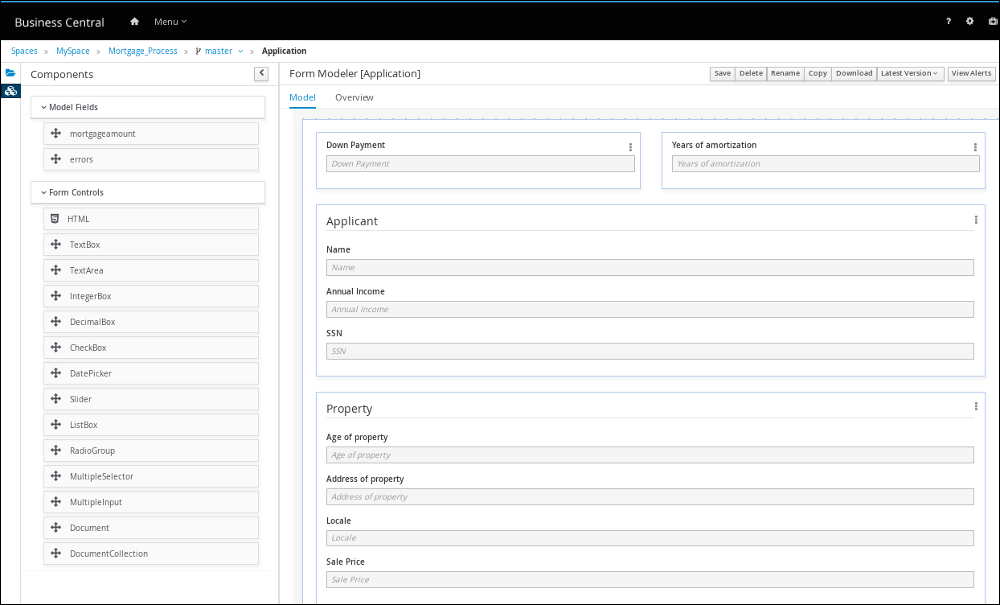 Business Central Menu ?
Spaces » MySpace » Mortgage_Process » master » Application
Components
Model Fields
mortgageamount
errors
Form Controls
HTML
TextBox
TextArea
IntegerBox
DecimalBox
CheckBox
DatePicker
Slider
ListBox
RadioGroup
MultipleSelector
MultipleInput
Document
DocumentCollection
Form Modeler [Application] Save Delete Rename Copy Download Latest Version View Alerts
Model Overview
Down Payment Years of amortization
Down Payment Years of amortization
Applicant
Name
Name
Annual Income
Annual Income
SSN
SSN
Property
Age of property
Age of property
Address of property
Address of property
Locale
Locale
Sale Price
Sale Price